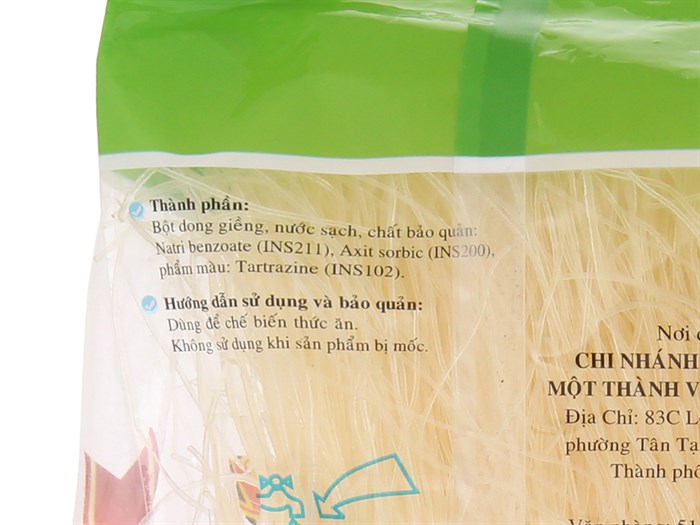 Thành phần:
Bột dong giềng, nước sạch, chất bảo quản:
Natri benzoate (INS211), Axit sorbic (INS200),
phẩm màu: Tartrazine (INS102).
Hướng dẫn sử dụng và bảo quản:
Dùng để chế biến thức ăn.
Không sử dụng khi sản phẩm bị mốc.
Nơi
CHI NHÁNH
MỘT THÀNH V
Địa Chỉ: 83C L
phường Tân Tạ
Thành phố